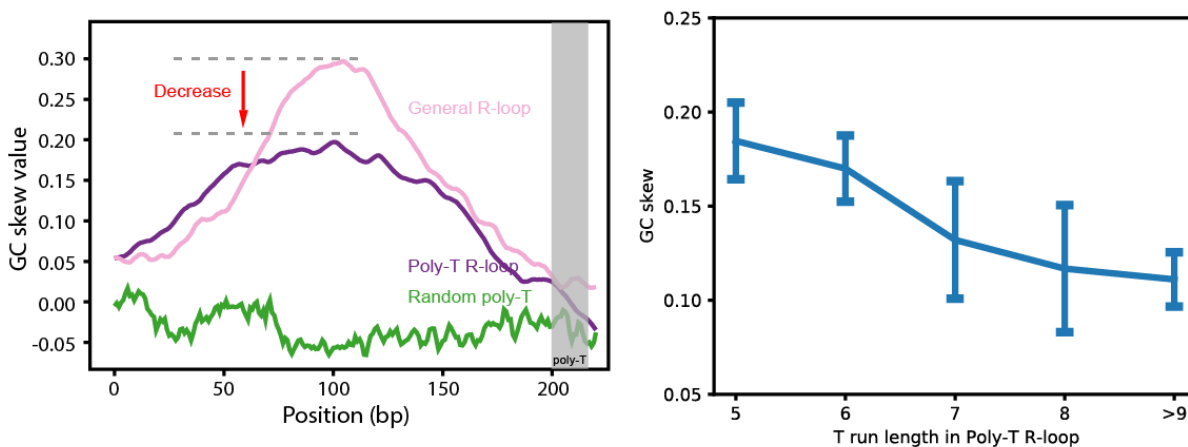 0.30
0.25
0.20
0.15
0.10
0.05
0.00
-0.05
GC skew value
Decrease
General R-loop
Poly-T R-loop
Random poly-T
poly-T
0
50
100
150
200
Position (bp)
0.25
0.20
0.15
0.10
0.05
GC skew
5
6
7
8
>9
T run length in Poly-T R-loop